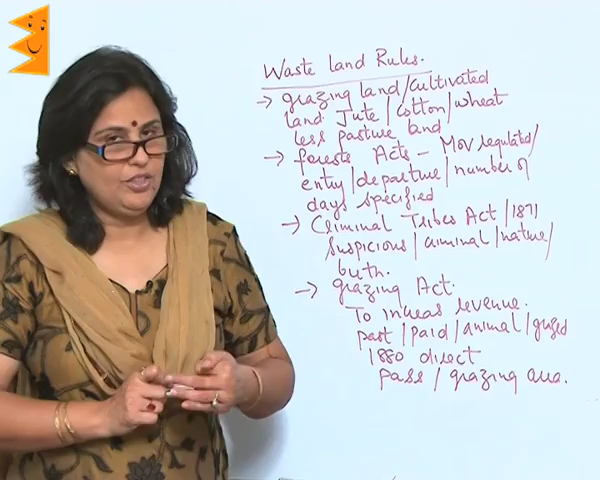 Waste land Rules.
→ grazing land/cultivated
land Jute/cotton/wheat
less pasture land
→ forests Acts – Mov regulated/
entry/departure/number of
days specified
→ Criminal Tribes Act/1871
Suspicious/criminal/nature/
birth.
→ grazing Act.
To increas revenue.
past/paid/animal/grazed
1880 direct
pass/grazing area.